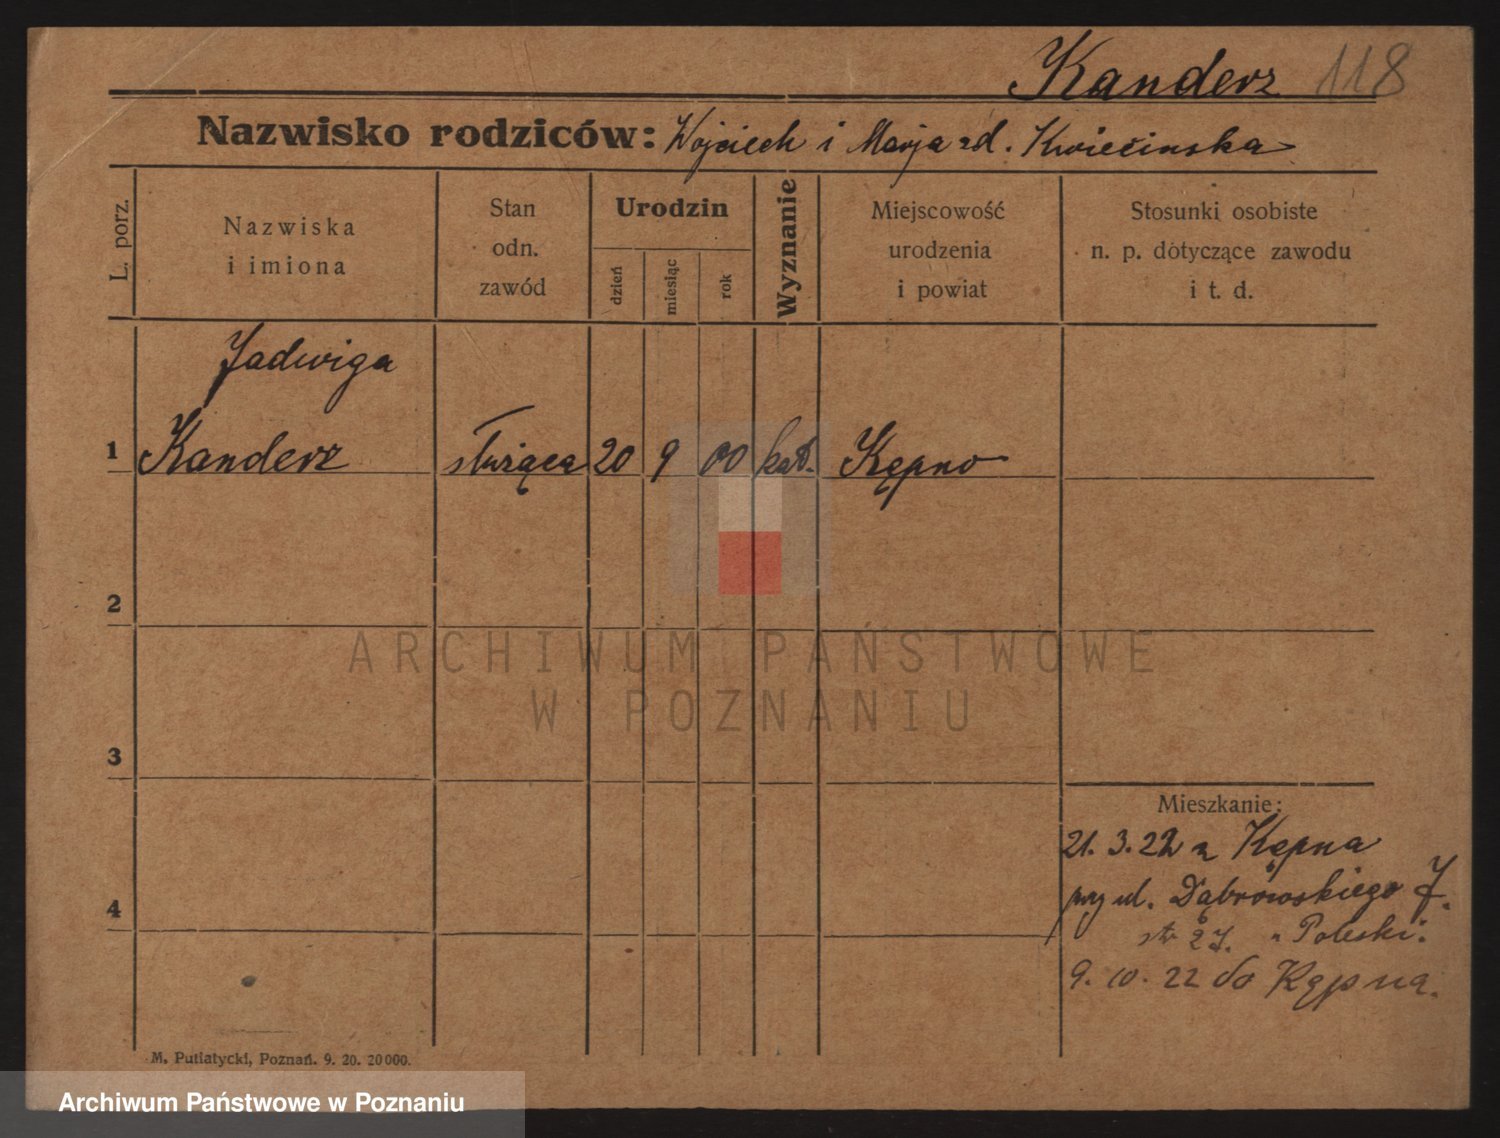 Kanderz 118
Nazwisko rodziców: Wojciech i Marja zd. Kwiecińska
L. porz.
Nazwiska
i imiona
Stan
odn.
zawód
Urodzin
dzień
miesiąc
rok
Wyznanie
Miejscowość
urodzenia
i powiat
Stosunki osobiste
n. p. dotyczące zawodu
i t. d.
Jadwiga
1 Kanderz służąca 20 9 00 kat. Kępno
2
ARCHIWUM PAŃSTWOWE
W POZNANIU
3
Mieszkanie:
21. 3. 22 z Kępna
przy ul. Dąbrowskiego 7.
27. Poleski.
4
9. 10. 22 do Kępna.
M. Putiatycki, Poznań. 9. 20. 20000.
Archiwum Państwowe w Poznaniu